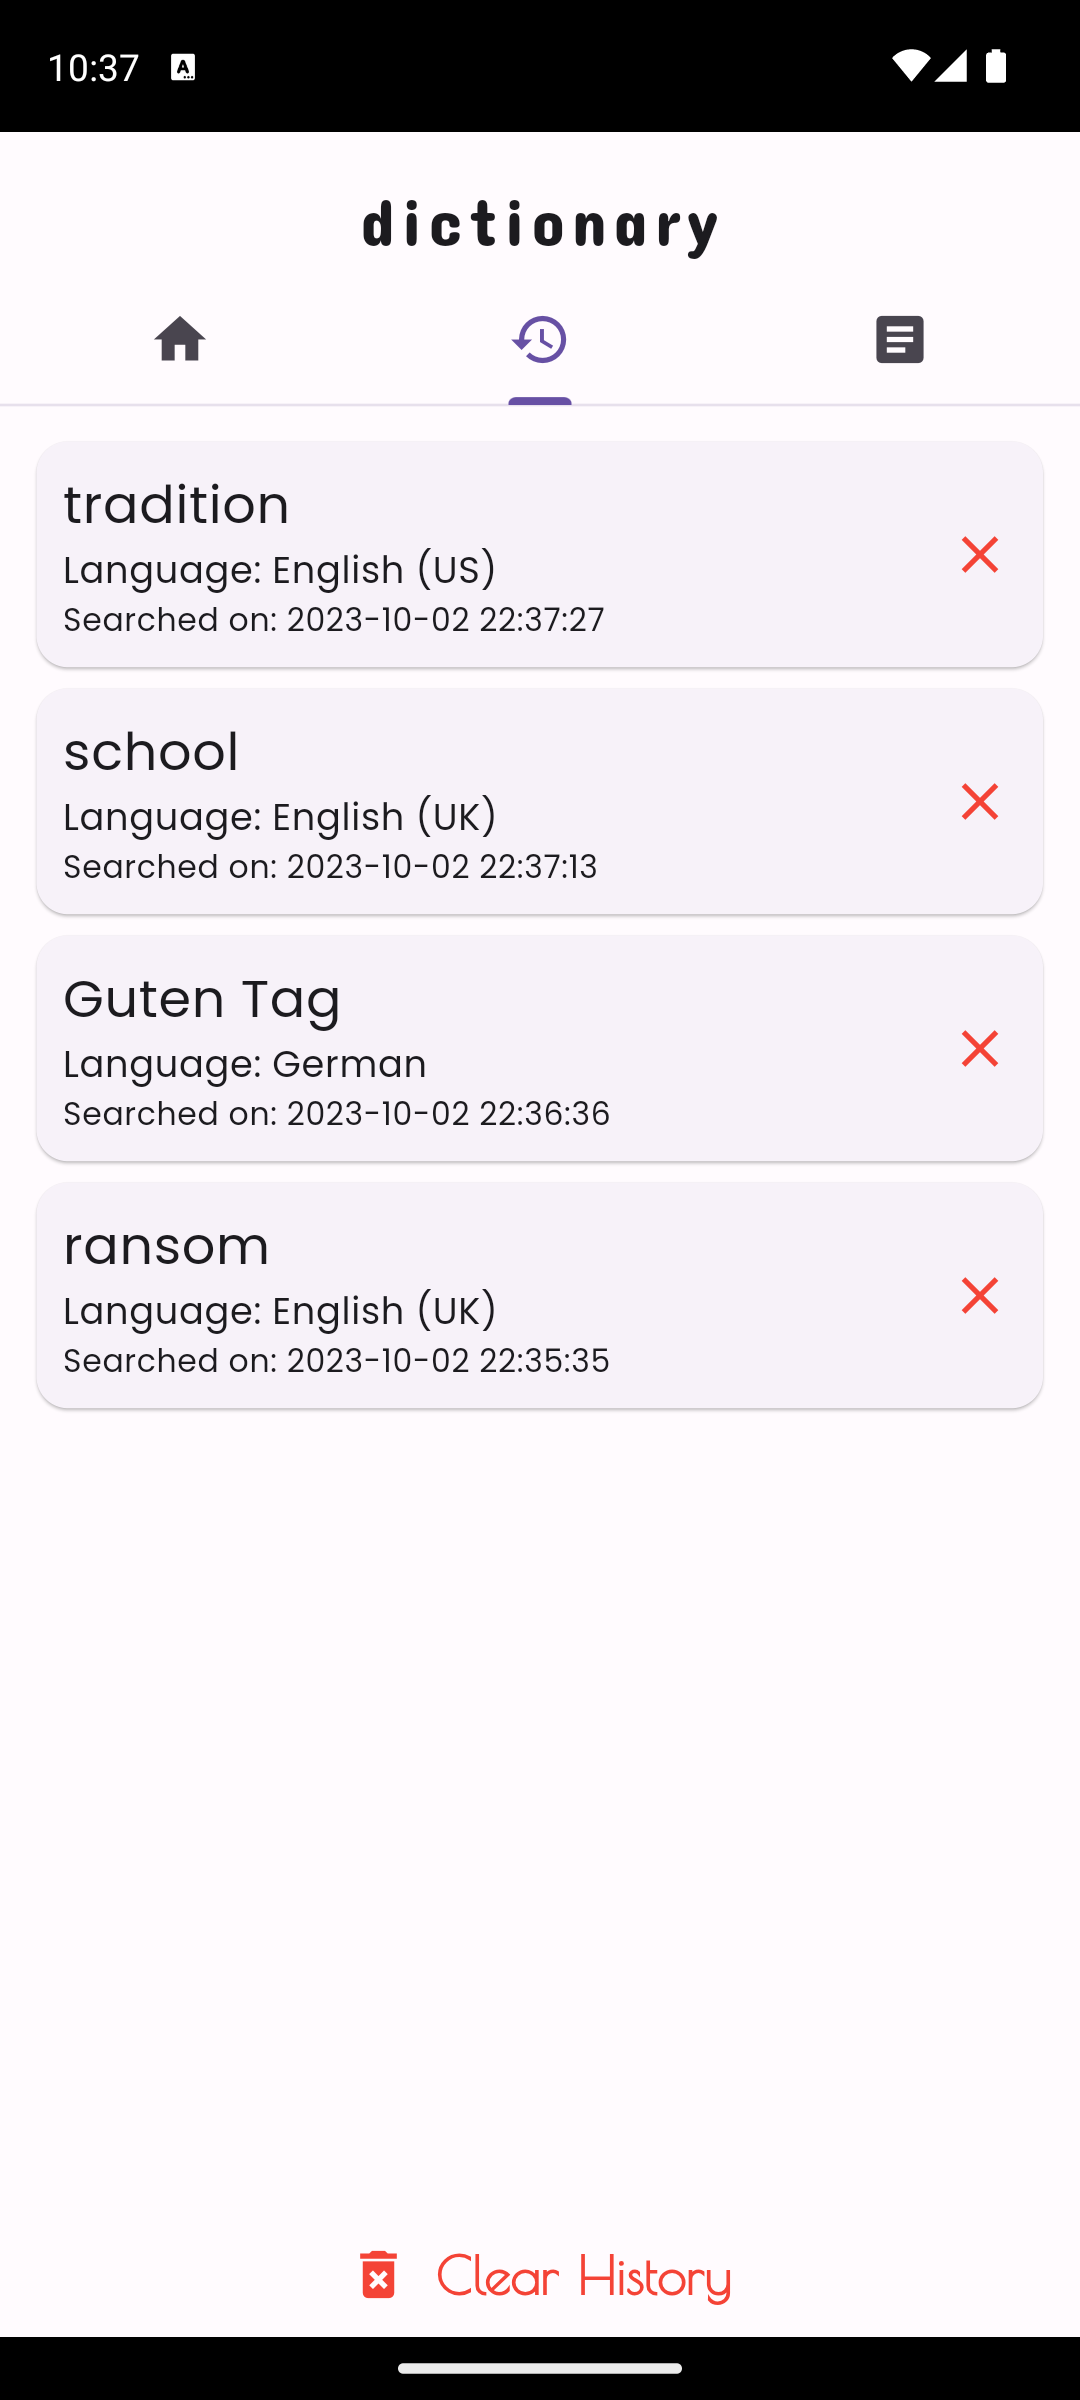 10:37
dictionary
tradition
Language: English (US)
Searched on: 2023-10-02 22:37:27
school
Language: English (UK)
Searched on: 2023-10-02 22:37:13
Guten Tag
Language: German
Searched on: 2023-10-02 22:36:36
ransom
Language: English (UK)
Searched on: 2023-10-02 22:35:35
Clear History